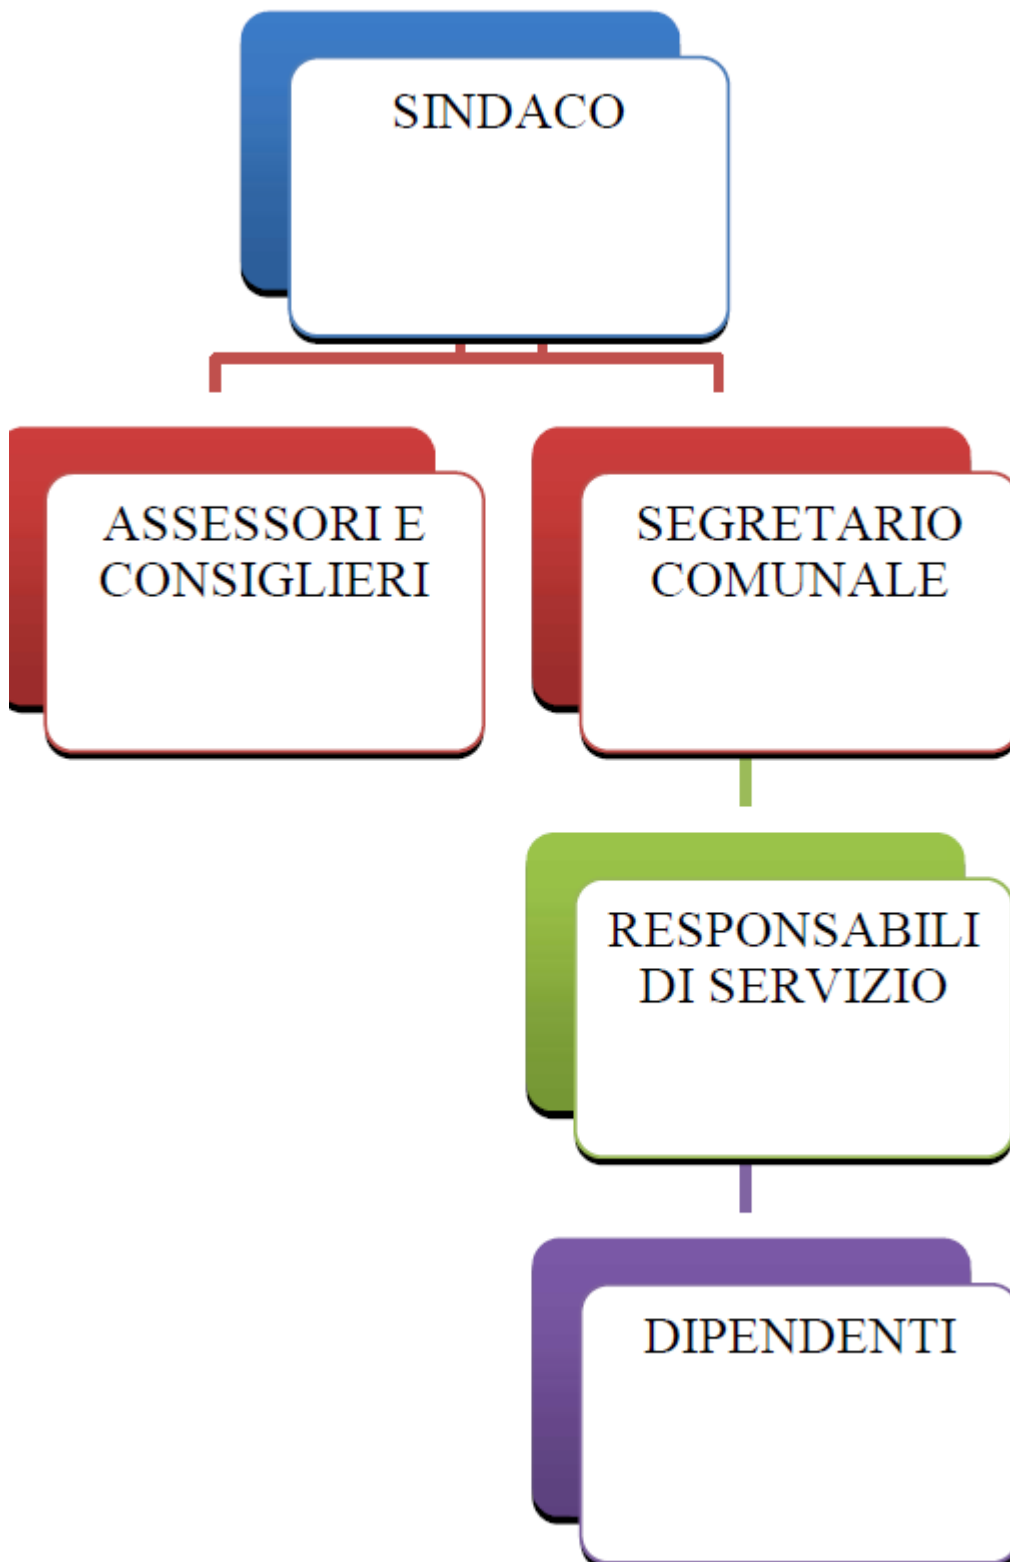 SINDACO
ASSESSORI E
CONSIGLIERI
SEGRETARIO
COMUNALE
RESPONSABILI
DI SERVIZIO
DIPENDENTI